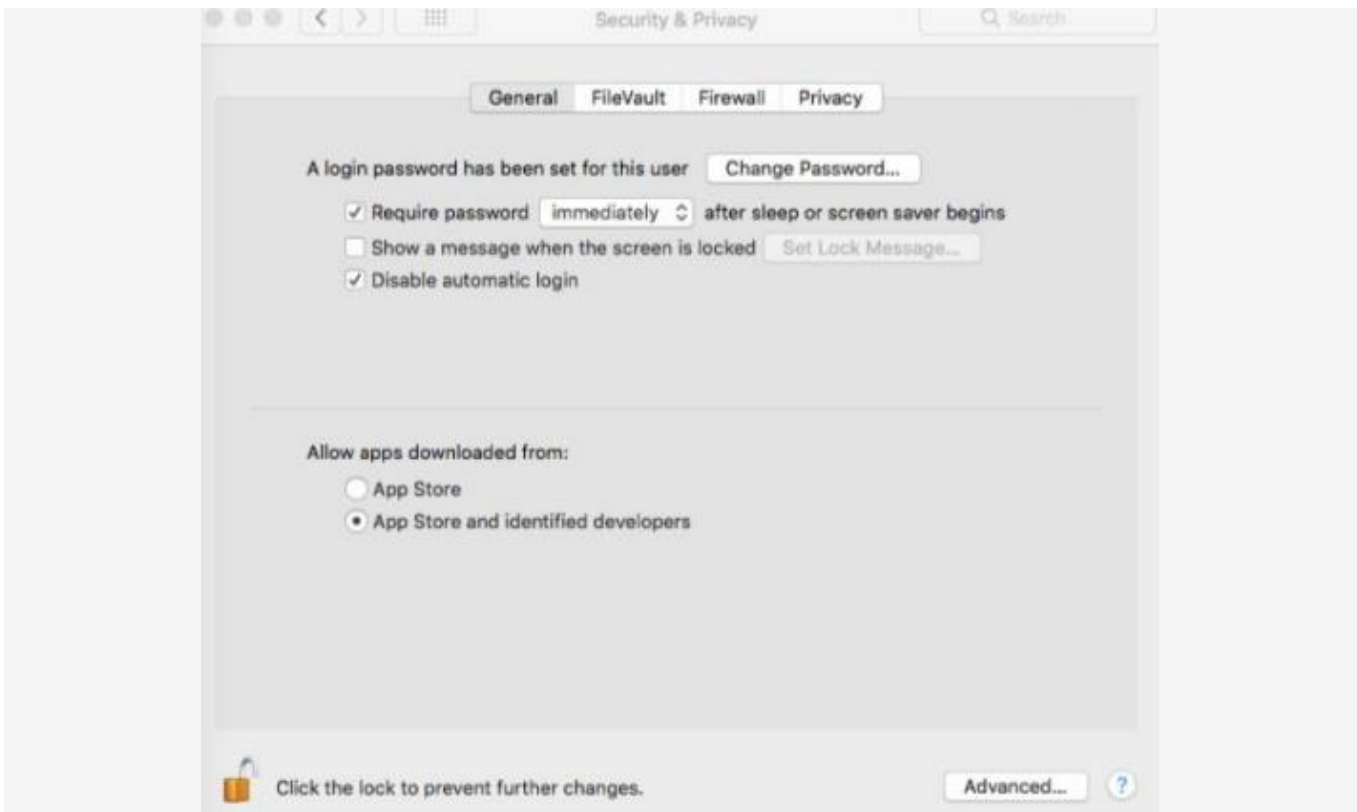 Security & Privacy Search
General FileVault Firewall Privacy
A login password has been set for this user Change Password...
Require password immediately after sleep or screen saver begins
Show a message when the screen is locked Set Lock Message...
Disable automatic login
Allow apps downloaded from:
App Store
App Store and identified developers
Click the lock to prevent further changes. Advanced... ?